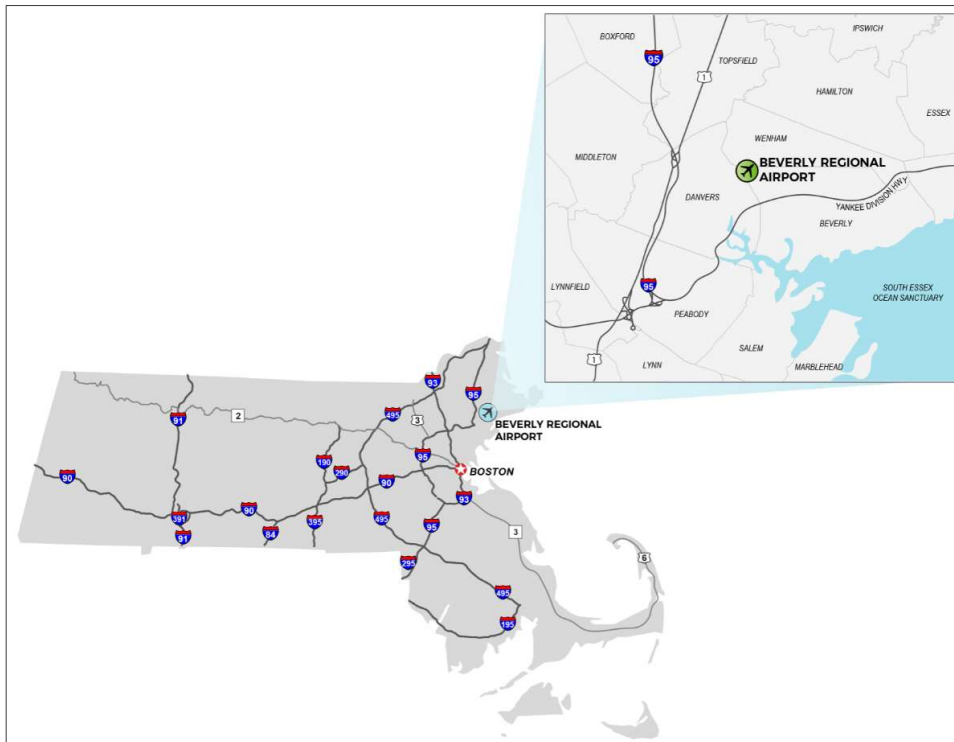 IPSWICH
BOXFORD
95
TOPSFIELD
1
HAMILTON
ESSEX
WENHAM
MIDDLETON
BEVERLY REGIONAL
AIRPORT
DANVERS
YANKEE DIVISION HWY
BEVERLY
95
LYNNFIELD
SOUTH ESSEX
OCEAN SANCTUARY
PEABODY
SALEM
1
LYNN
MARBLEHEAD
93
95
2
495
3
91
BEVERLY REGIONAL
AIRPORT
95
190
290
BOSTON
90
90
93
90
391
495
395
95
84
3
91
6
295
495
195